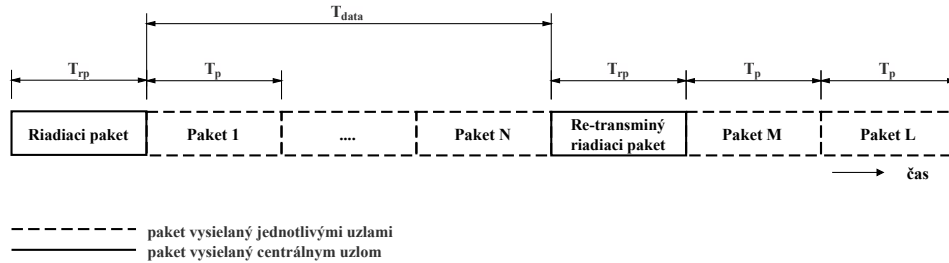 T_data
T_rp
T_p
T_rp
T_p
T_p
Riadiaci paket
Paket 1
....
Paket N
Re-transminý
riadiaci paket
Paket M
Paket L
čas
paket vysielaný jednotlivými uzlami
paket vysielaný centrálnym uzlom